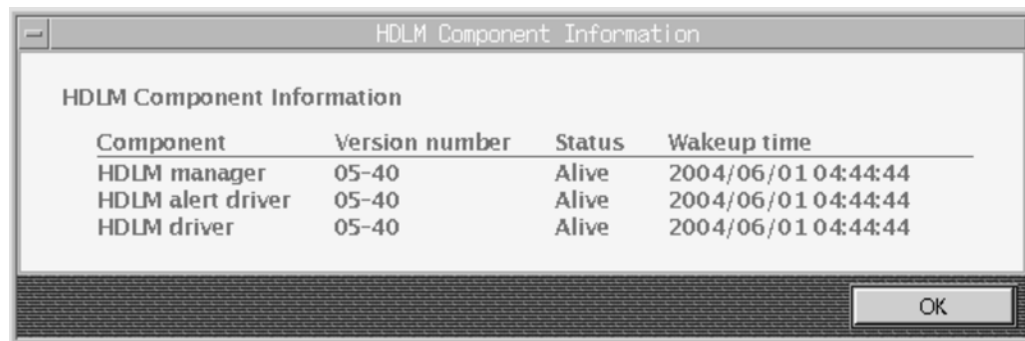 HDLM Component Information
HDLM Component Information
Component Version number Status Wakeup time
HDLM manager 05-40 Alive 2004/06/01 04:44:44
HDLM alert driver 05-40 Alive 2004/06/01 04:44:44
HDLM driver 05-40 Alive 2004/06/01 04:44:44
OK